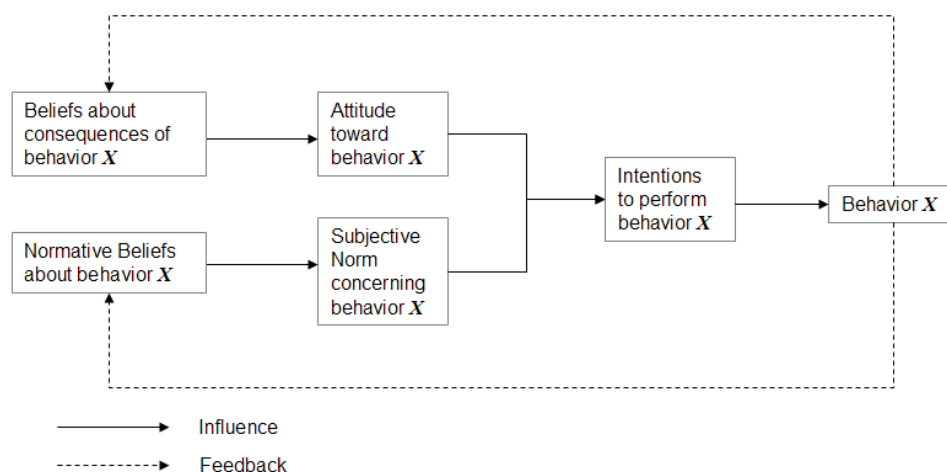 Beliefs about
consequences of
behavior X
Attitude
toward
behavior X
Intentions
to perform
behavior X
Behavior X
Normative Beliefs
about behavior X
Subjective
Norm
concerning
behavior X
Influence
Feedback